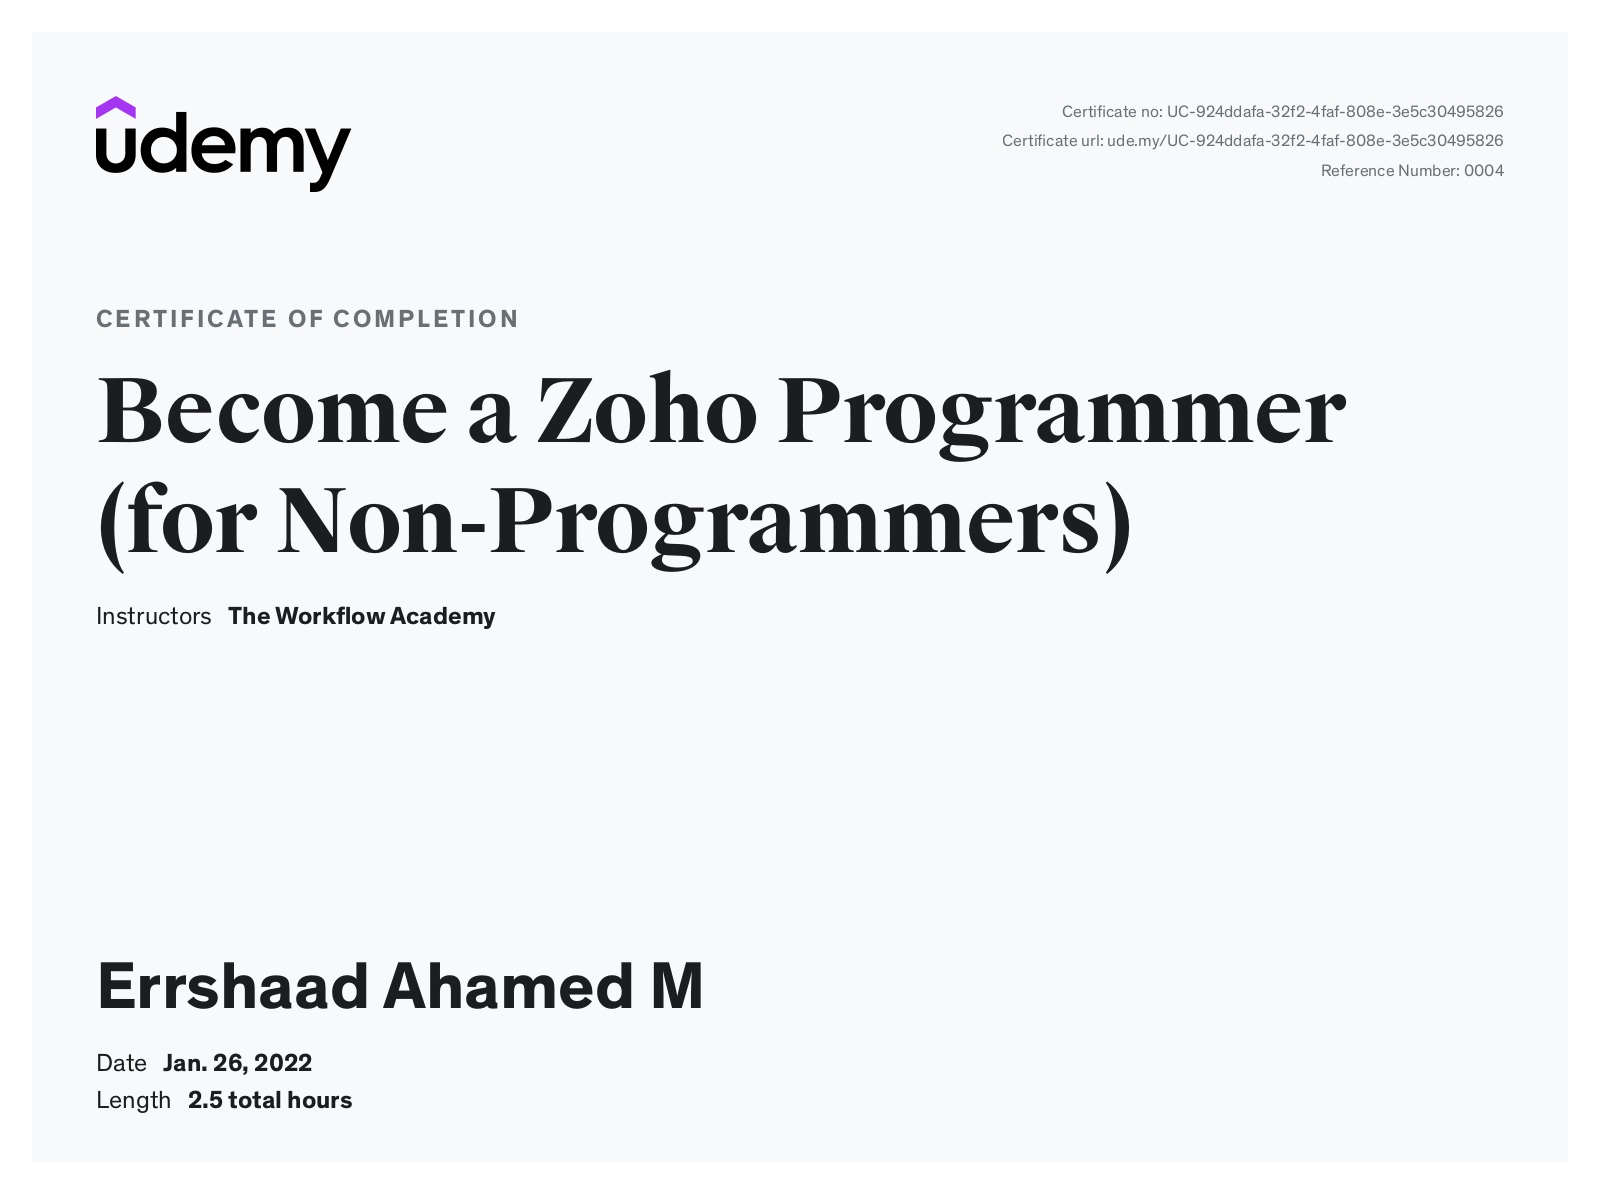 udemy
Certificate no: UC-924ddafa-32f2-4faf-808e-3e5c30495826
Certificate url: ude.my/UC-924ddafa-32f2-4faf-808e-3e5c30495826
Reference Number: 0004
CERTIFICATE OF COMPLETION
Become a Zoho Programmer
(for Non-Programmers)
Instructors The Workflow Academy
Errshaad Ahamed M
Date Jan. 26, 2022
Length 2.5 total hours